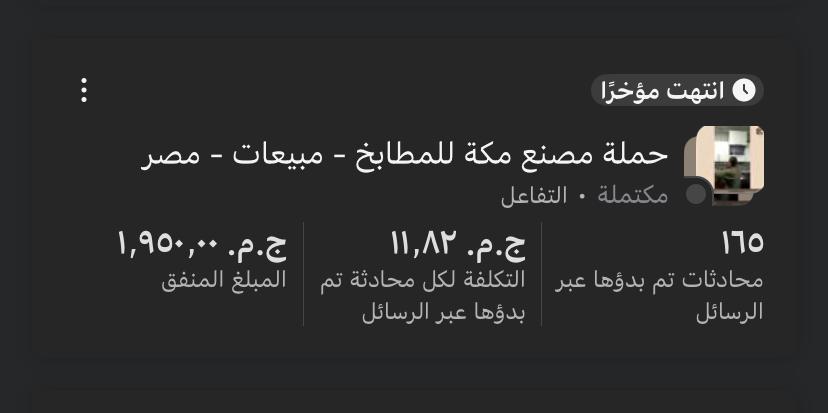 انتهت مؤخرًا
حملة مصنع مكة للمطابخ - مبيعات - مصر
مكتملة • التفاعل
١٦٥
محادثات تم بدؤها عبر
الرسائل
ج.م. ١١,٨٢
التكلفة لكل محادثة تم
بدؤها عبر الرسائل
ج.م. ١,٩٥٠,٠٠
المبلغ المنفق